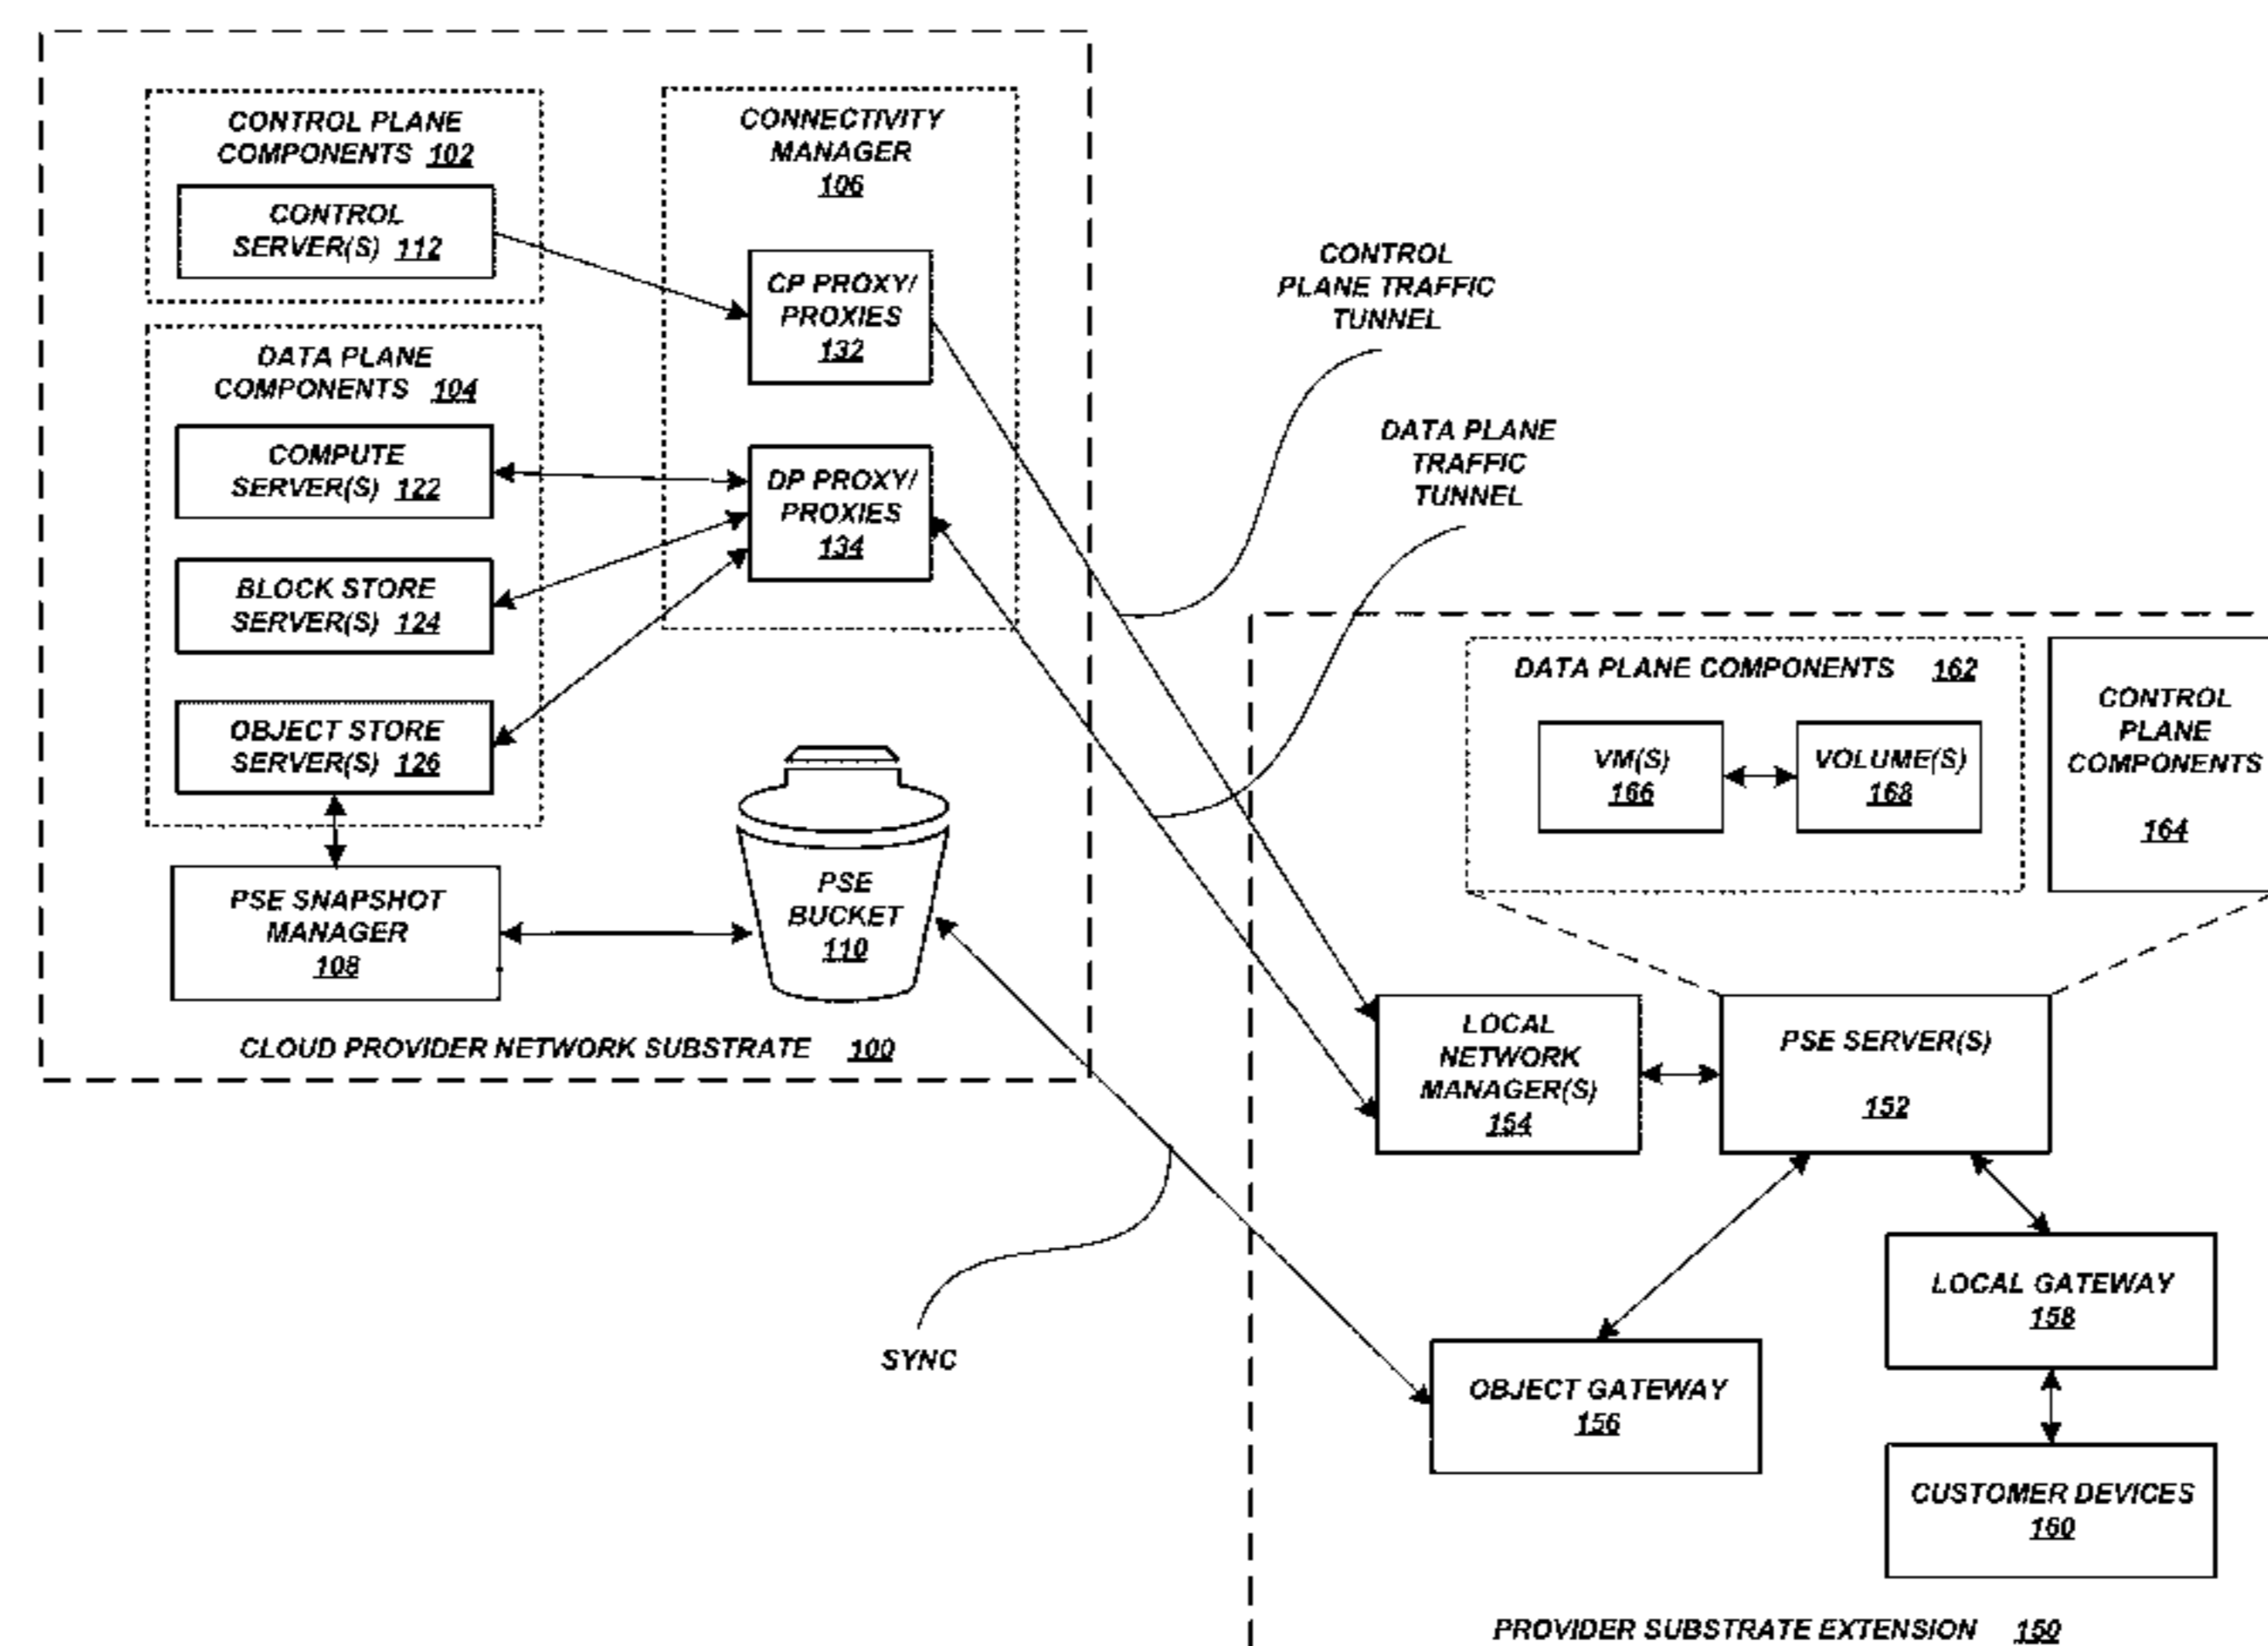 CONTROL PLANE
COMPONENTS 102
CONTROL
SERVER(S) 112
DATA PLANE
COMPONENTS 104
COMPUTE
SERVER(S) 122
BLOCK STORE
SERVER(S) 124
OBJECT STORE
SERVER(S) 126
PSE SNAPSHOT
MANAGER
108
CONNECTIVITY
MANAGER
106
CP PROXY/
PROXIES
132
DP PROXY/
PROXIES
134
PSE
BUCKET
110
CLOUD PROVIDER NETWORK SUBSTRATE 100
CONTROL
PLANE TRAFFIC
TUNNEL
DATA PLANE
TRAFFIC
TUNNEL
SYNC
DATA PLANE COMPONENTS 162
VM(S)
166
VOLUME(S)
168
CONTROL
PLANE
COMPONENTS
164
LOCAL
NETWORK
MANAGER(S)
154
PSE SERVER(S)
152
LOCAL GATEWAY
158
OBJECT GATEWAY
156
CUSTOMER DEVICES
160
PROVIDER SUBSTRATE EXTENSION 150